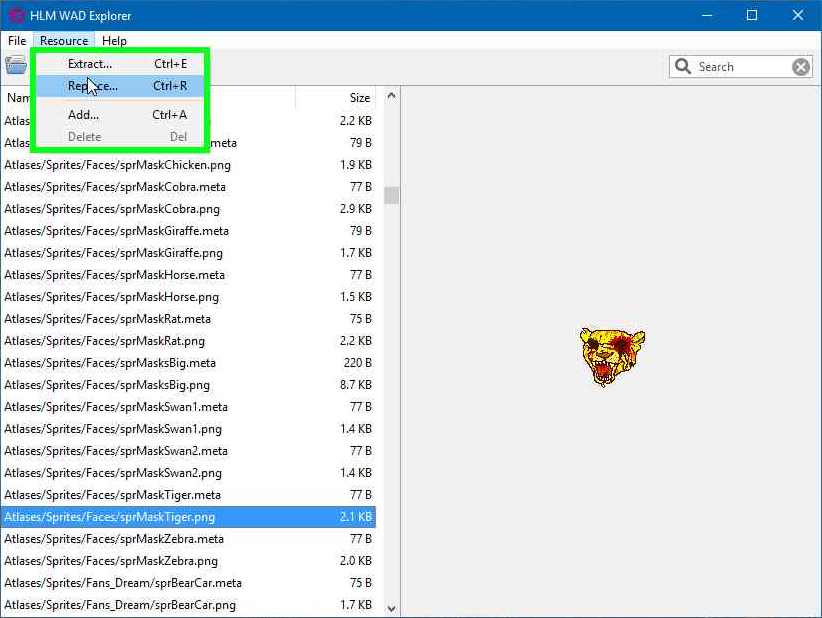 HLM WAD Explorer
File Resource Help
Extract... Ctrl+E
Ctrl+R
Add... Ctrl+A
Delete Del
Search
Size
2.2 KB
meta 79 B
Atlases/Sprites/Faces/sprMaskChicken.png 1.9 KB
Atlases/Sprites/Faces/sprMaskCobra.meta 77 B
Atlases/Sprites/Faces/sprMaskCobra.png 2.9 KB
Atlases/Sprites/Faces/sprMaskGiraffe.meta 79 B
Atlases/Sprites/Faces/sprMaskGiraffe.png 1.7 KB
Atlases/Sprites/Faces/sprMaskHorse.meta 77 B
Atlases/Sprites/Faces/sprMaskHorse.png 1.5 KB
Atlases/Sprites/Faces/sprMaskRat.meta 75 B
Atlases/Sprites/Faces/sprMaskRat.png 2.2 KB
Atlases/Sprites/Faces/sprMasksBig.meta 220 B
Atlases/Sprites/Faces/sprMasksBig.png 8.7 KB
Atlases/Sprites/Faces/sprMaskSwan1.meta 77 B
Atlases/Sprites/Faces/sprMaskSwan1.png 1.4 KB
Atlases/Sprites/Faces/sprMaskSwan2.meta 77 B
Atlases/Sprites/Faces/sprMaskSwan2.png 1.4 KB
Atlases/Sprites/Faces/sprMaskTiger.meta 77 B
Atlases/Sprites/Faces/sprMaskTiger.png 2.1 KB
Atlases/Sprites/Faces/sprMaskZebra.meta 77 B
Atlases/Sprites/Faces/sprMaskZebra.png 2.0 KB
Atlases/Sprites/Fans_Dream/sprBearCar.meta 75 B
Atlases/Sprites/Fans_Dream/sprBearCar.png 1.7 KB